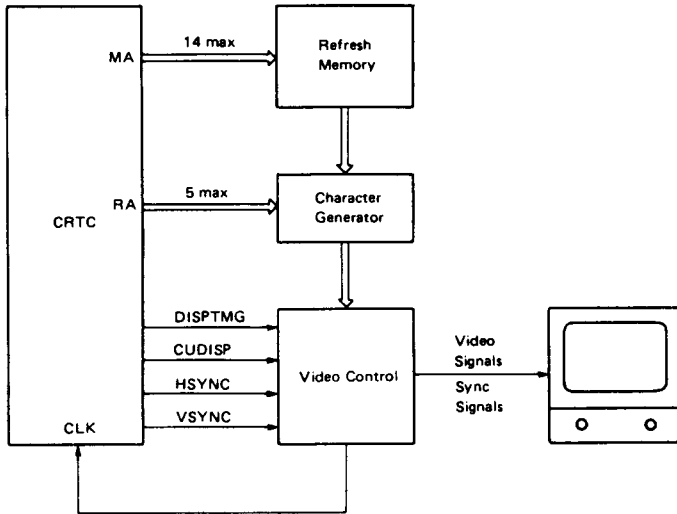 14 max
MA
Refresh
Memory
5 max
RA
Character
Generator
CRTC
DISPTMG
CUDISP
HSYNC
VSYNC
CLK
Video Control
Video
Signals
Sync
Signals